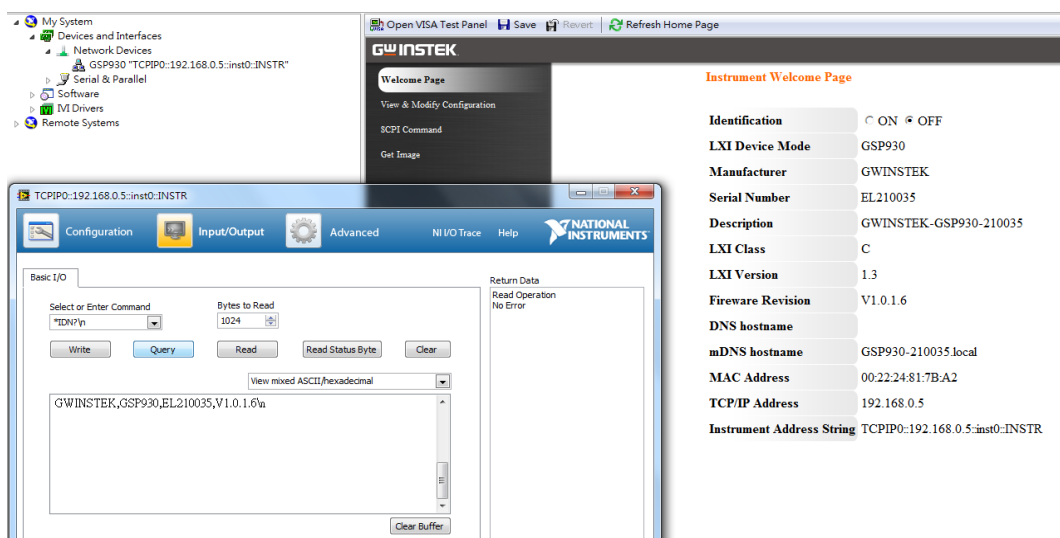 My System
Devices and Interfaces
Network Devices
GSP930 "TCPIP0::192.168.0.5::inst0::INSTR"
Serial & Parallel
Software
IVI Drivers
Remote Systems
Open VISA Test Panel Save Revert Refresh Home Page
GWINSTEK
Welcome Page
View & Modify Configuration
SCPI Command
Get Image
Instrument Welcome Page
Identification ON OFF
LXI Device Mode GSP930
Manufacturer GWINSTEK
Serial Number EL210035
Description GWINSTEK-GSP930-210035
LXI Class C
LXI Version 1.3
Fireware Revision V1.0.1.6
DNS hostname
mDNS hostname GSP930-210035.local
MAC Address 00:22:24:81:7B:A2
TCP/IP Address 192.168.0.5
Instrument Address String TCPIP0::192.168.0.5::inst0::INSTR
TCPIP0::192.168.0.5::inst0::INSTR
Configuration Input/Output Advanced NI I/O Trace Help NATIONAL INSTRUMENTS
Basic I/O
Select or Enter Command Bytes to Read
*IDN?\n 1024
Write Query Read Read Status Byte Clear
View mixed ASCII/hexadecimal
GWINSTEK,GSP930,EL210035,V1.0.1.6\n
Clear Buffer
Return Data
Read Operation
No Error